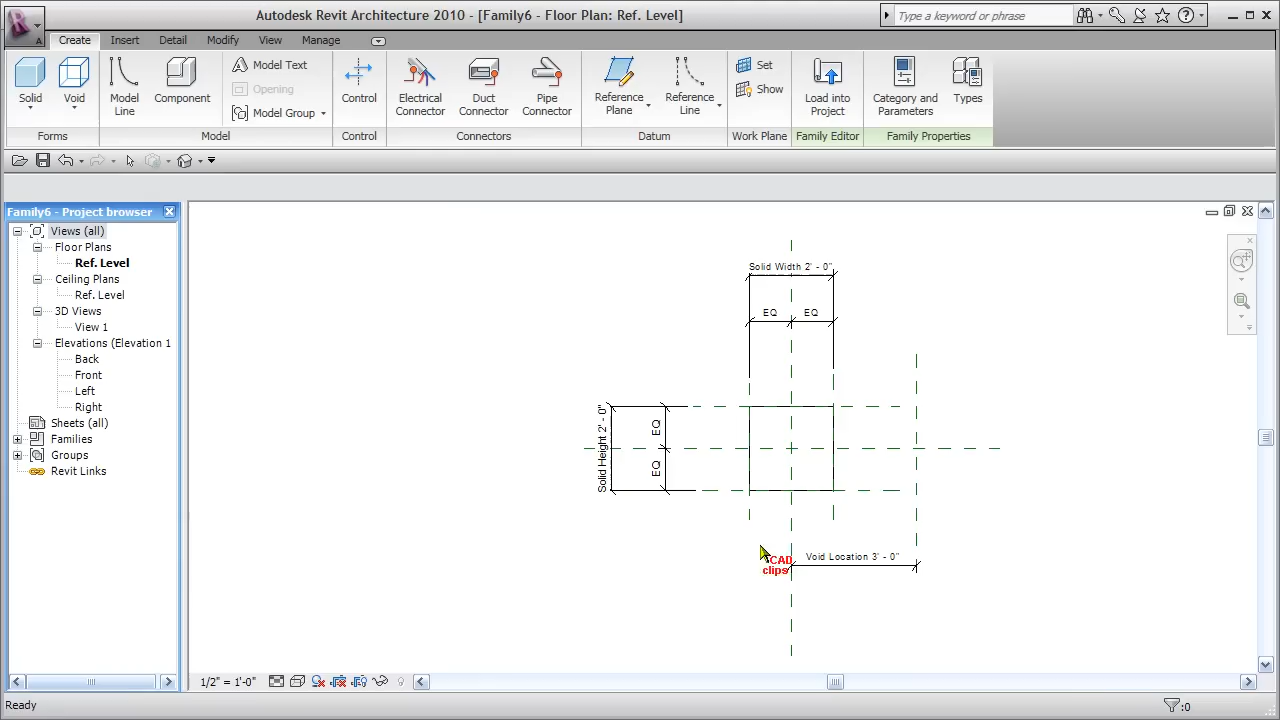 Autodesk Revit Architecture 2010 - [Family6 - Floor Plan: Ref. Level]
Type a keyword or phrase
Create Insert Detail Modify View Manage
Solid
Void
Forms
Model Line
Component
Model Text
Opening
Model Group
Model
Control
Control
Electrical Connector
Duct Connector
Pipe Connector
Connectors
Reference Plane
Reference Line
Datum
Set
Show
Work Plane
Load into Project
Family Editor
Category and Parameters
Types
Family Properties
Family6 - Project browser
Views (all)
Floor Plans
Ref. Level
Ceiling Plans
Ref. Level
3D Views
View 1
Elevations (Elevation 1
Back
Front
Left
Right
Sheets (all)
Families
Groups
Revit Links
Solid Width 2' - 0"
EQ EQ
Solid Height 2' - 0"
EQ
EQ
Void Location 3' - 0"
CAD
clips
1/2" = 1'-0"
Ready
:0